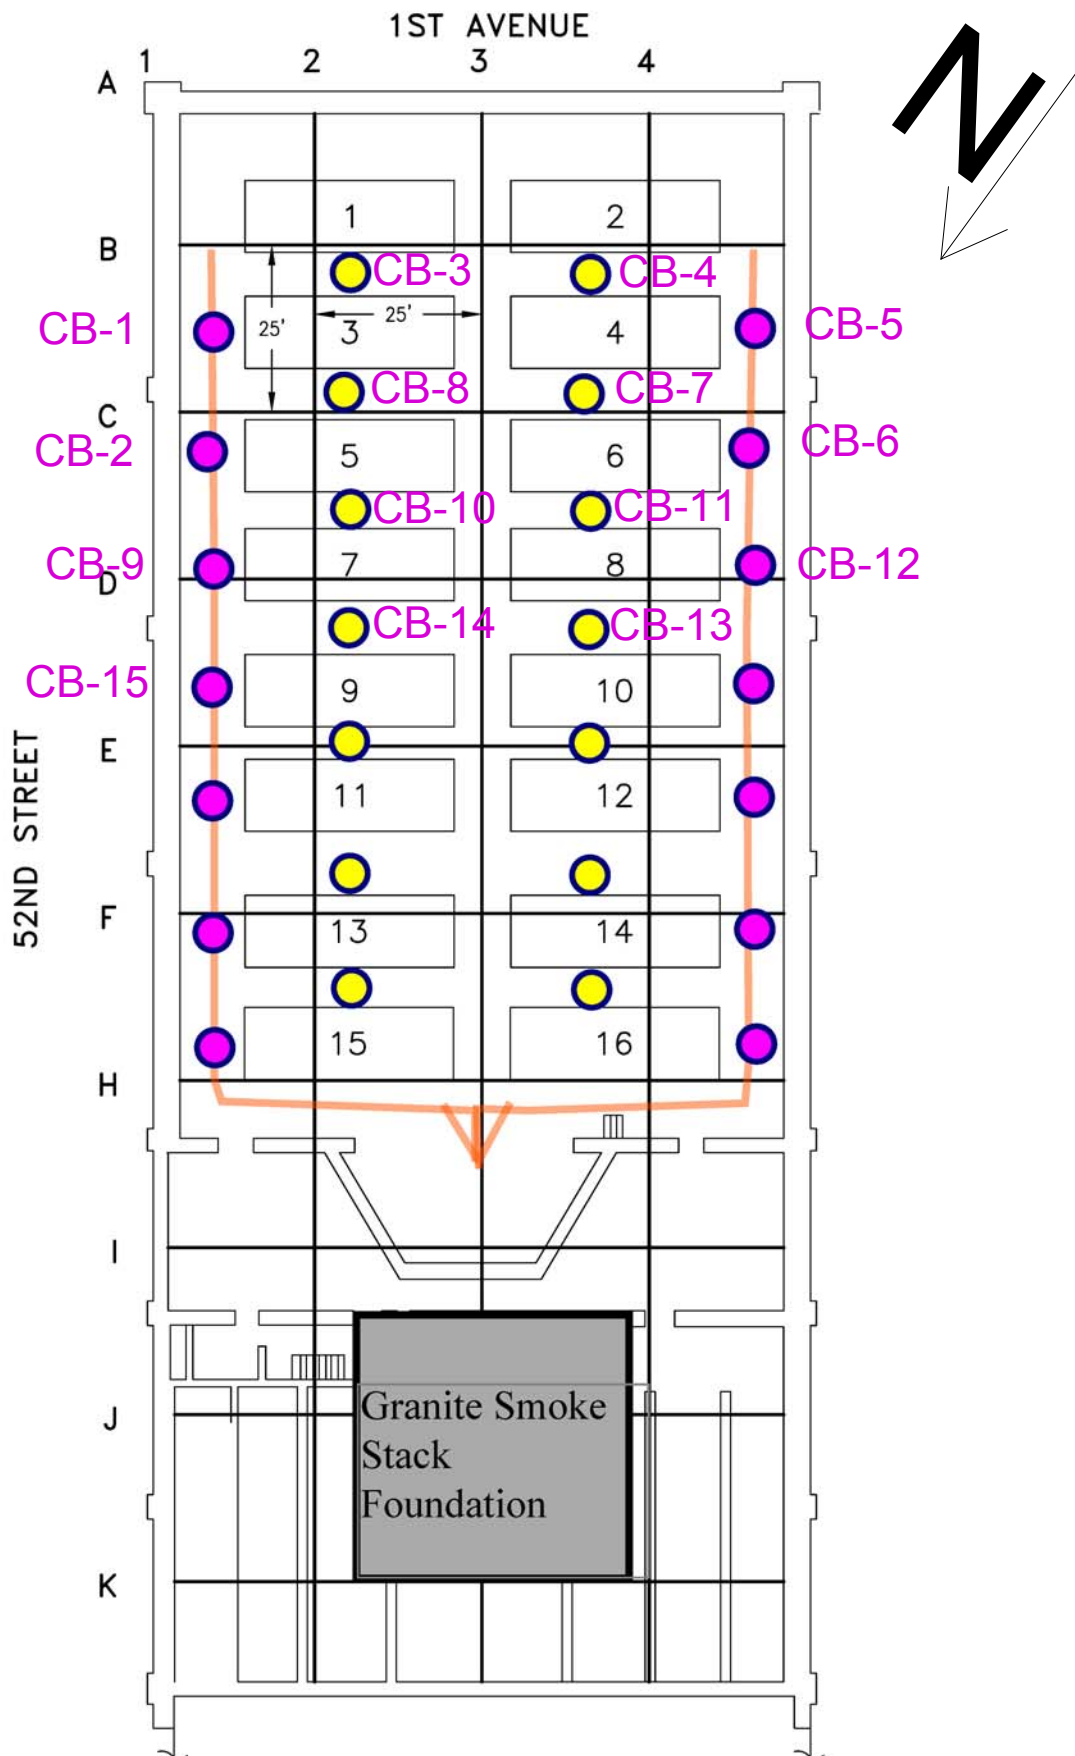 1ST AVENUE
1 2 3 4
A
N
1 2
B
CB-3 CB-4
CB-1 25' 25' 3 4 CB-5
CB-8 CB-7
C
CB-2 5 6 CB-6
CB-10 CB-11
CB-9 7 8 CB-12
D
CB-14 CB-13
CB-15 9 10
E
52ND STREET
11 12
F
13 14
15 16
H
I
Granite Smoke
J
Stack
Foundation
K